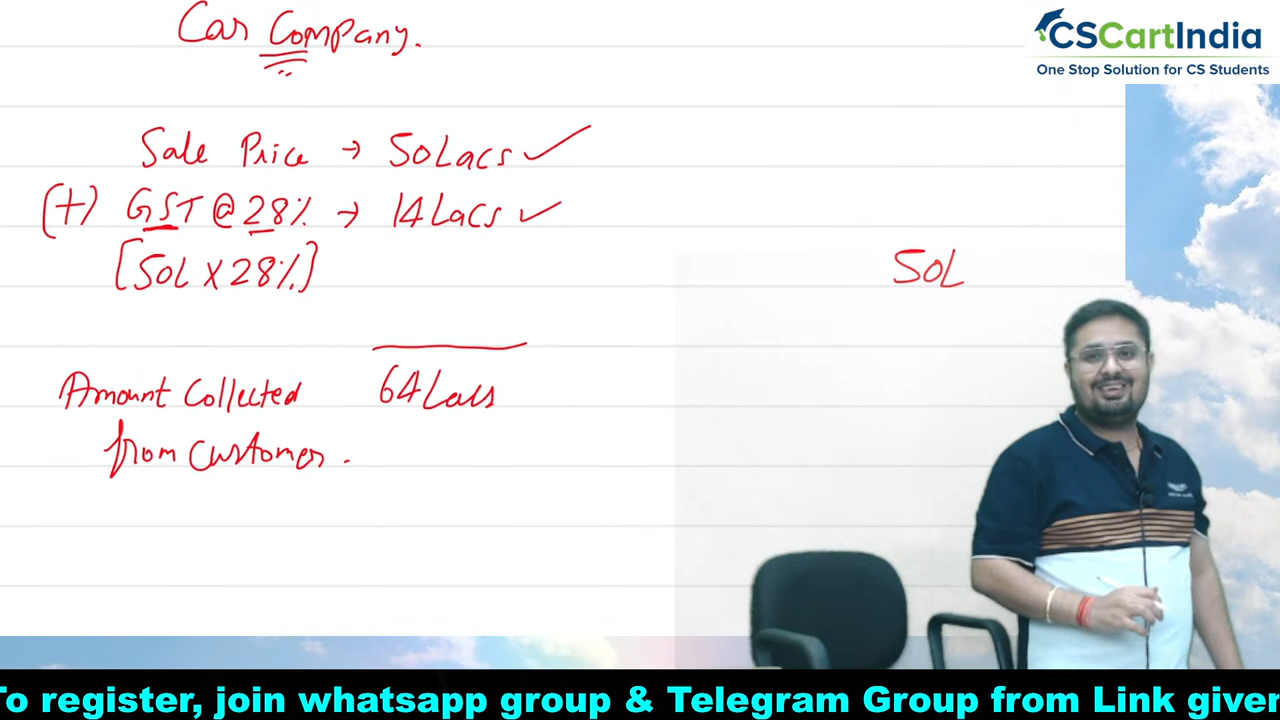 Car Company.
CSCartIndia
One Stop Solution for CS Students
Sale Price → 50Lacs ✓
(+) GST @ 28% → 14Lacs ✓
[50L X 28%]
50L
Amount Collected 64Lacs
from Customer.
To register, join whatsapp group & Telegram Group from Link given